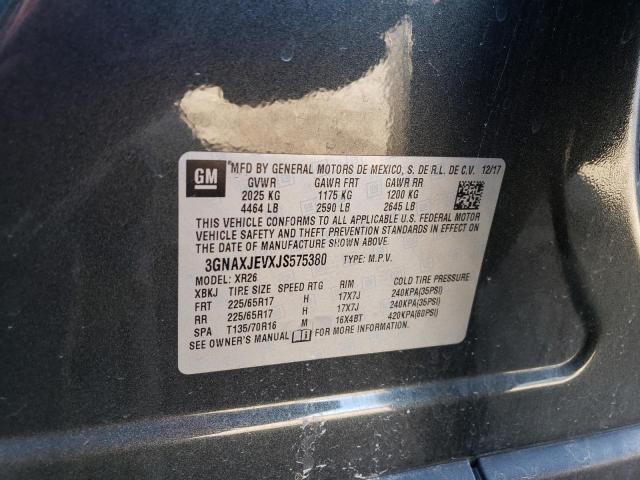 GM
MFD BY GENERAL MOTORS DE MEXICO, S. DE R.L. DE C.V. 12/17
GVWR GAWR FRT GAWR RR
2025 KG 1175 KG 1200 KG
4464 LB 2590 LB 2645 LB
THIS VEHICLE CONFORMS TO ALL APPLICABLE U.S. FEDERAL MOTOR
VEHICLE SAFETY AND THEFT PREVENTION STANDARDS IN EFFECT ON
THE DATE OF MANUFACTURE SHOWN ABOVE.
3GNAXJEVXJS575380 TYPE: M.P.V.
MODEL: XR26
XBKJ TIRE SIZE SPEED RTG RIM COLD TIRE PRESSURE
FRT 225/65R17 H 17X7J 240KPA(35PSI)
RR 225/65R17 H 17X7J 240KPA(35PSI)
SPA T135/70R16 M 16X4BT 420KPA(60PSI)
SEE OWNER'S MANUAL FOR MORE INFORMATION